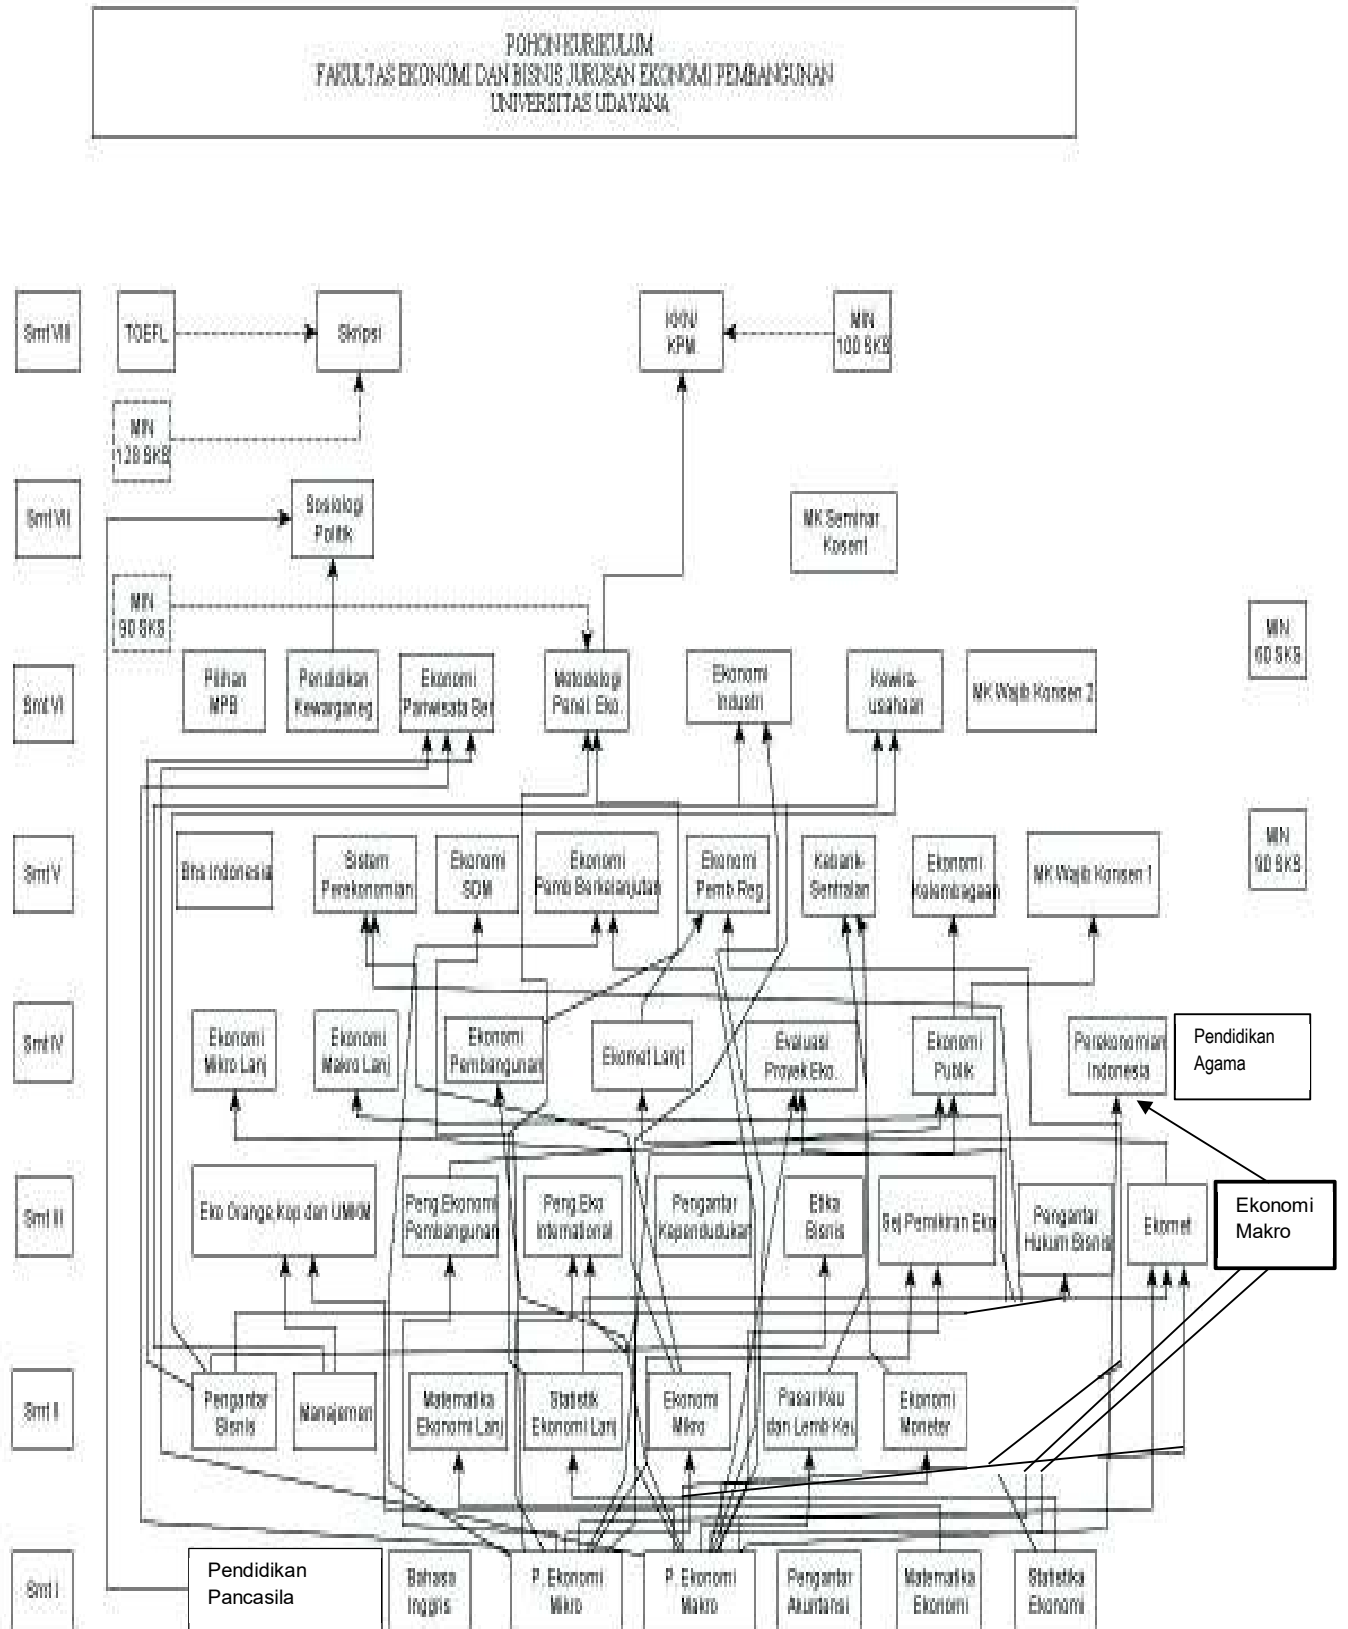 POHON KURIKULUM
FAKULTAS EKONOMI DAN BISNIS JURUSAN EKONOMI PEMBANGUNAN
UNIVERSITAS UDAYANA
Smt VIII
TOEFL
Skripsi
KKN/
KPM
MIN
100 SKS
MIN
128 SKS
Smt VII
Sosiologi
Politik
MK Seminar
Kosent
MIN
90 SKS
MIN
60 SKS
Smt VI
Pilihan
MPB
Pendidikan
Kewarganeg
Ekonomi
Pariwisata Ber
Metodologi
Penel. Eko.
Ekonomi
Industri
Kewira-
usahaan
MK Wajib Konsen 2
Smt V
Bhs Indonesia
Sistem
Perekonomian
Ekonomi
SDM
Ekonomi
Pemb Berkelanjutan
Ekonomi
Pemb Reg
Kebank-
Sentralan
Ekonomi
Kelembagaan
MK Wajib Konsen 1
MIN
90 SKS
Smt IV
Ekonomi
Mikro Lanj
Ekonomi
Makro Lanj
Ekonomi
Pembangunan
Ekomet Lanjt
Evaluasi
Proyek Eko.
Ekonomi
Publik
Perekonomian
Indonesia
Pendidikan
Agama
Smt III
Eko Orange Kop dan UMKM
Peng.Ekonomi
Pembangunan
Peng.Eko
International
Pengantar
Kependudukan
Etika
Bisnis
Sej Pemikiran Eko
Pengantar
Hukum Bisnis
Ekomet
Ekonomi
Makro
Smt II
Pengantar
Bisnis
Manajemen
Matematika
Ekonomi Lanj
Statistik
Ekonomi Lanj
Ekonomi
Mikro
Pasar Keu
dan Lemb Keu
Ekonomi
Moneter
Smt I
Pendidikan
Pancasila
Bahasa
Inggris
P. Ekonomi
Mikro
P. Ekonomi
Makro
Pengantar
Akuntansi
Matematika
Ekonomi
Statistika
Ekonomi